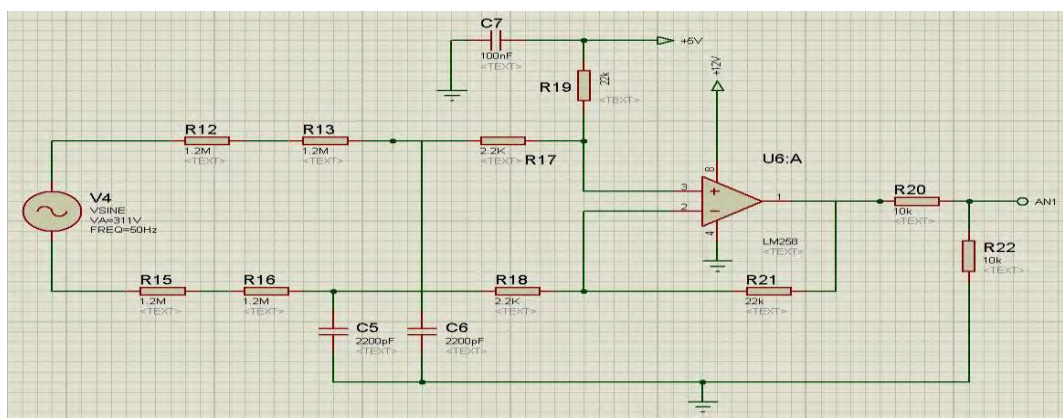 C7
100nF
<TEXT>
+5V
R19
22k
<TEXT>
+12V
R12
1.2M
<TEXT>
R13
1.2M
<TEXT>
2.2K
<TEXT>
R17
U6:A
8
3
2
1
4
LM258
<TEXT>
V4
VSINE
VA=311V
FREQ=50Hz
R20
10k
<TEXT>
AN1
R22
10k
<TEXT>
R15
1.2M
<TEXT>
R16
1.2M
<TEXT>
R18
2.2K
<TEXT>
R21
22k
<TEXT>
C5
2200pF
<TEXT>
C6
2200pF
<TEXT>